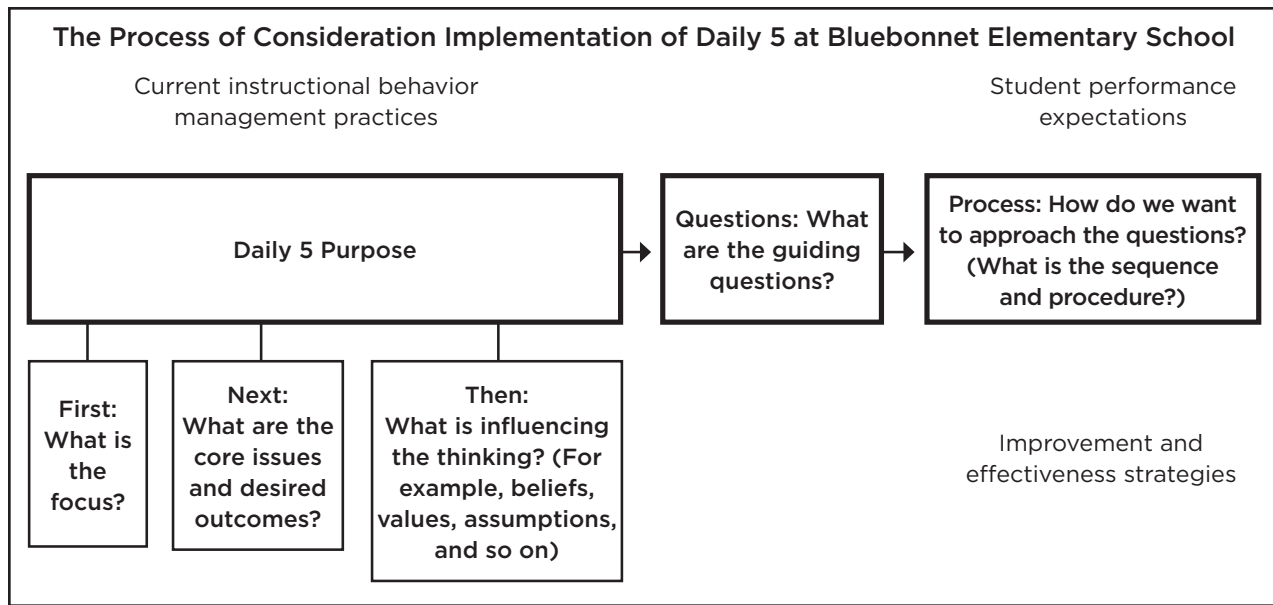 The Process of Consideration Implementation of Daily 5 at Bluebonnet Elementary School
Current instructional behavior
management practices
Student performance
expectations
Daily 5 Purpose
Questions: What
are the guiding
questions?
Process: How do we want
to approach the questions?
(What is the sequence
and procedure?)
First:
What is
the
focus?
Next:
What are the
core issues
and desired
outcomes?
Then:
What is influencing
the thinking? (For
example, beliefs,
values, assumptions,
and so on)
Improvement and
effectiveness strategies